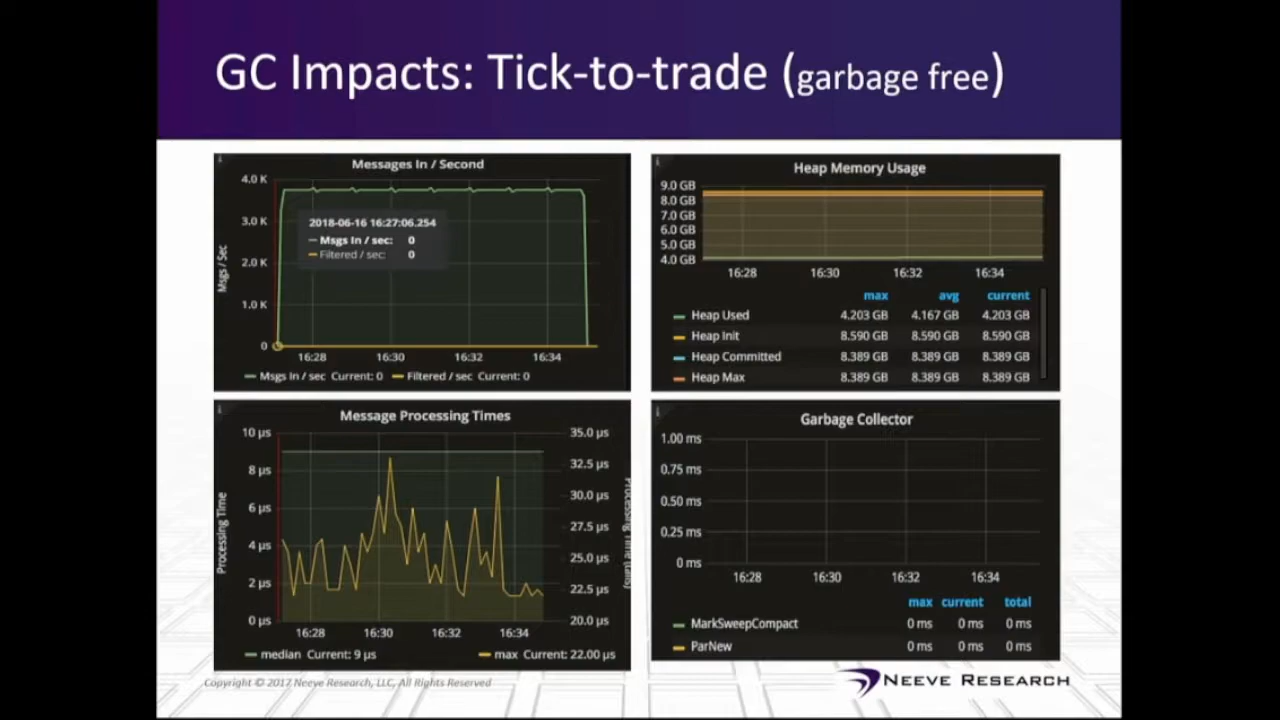 GC Impacts: Tick-to-trade (garbage free)
Messages In / Second
4.0 K
3.0 K
2.0 K
1.0 K
0
Msgs / Sec
2018-06-16 16:27:06.254
Msgs In / sec: 0
Filtered / sec: 0
16:28 16:30 16:32 16:34
Msgs In / sec Current: 0 Filtered / sec Current: 0
Heap Memory Usage
9.0 GB
8.0 GB
7.0 GB
6.0 GB
5.0 GB
4.0 GB
16:28 16:30 16:32 16:34
max avg current
Heap Used 4.203 GB 4.167 GB 4.203 GB
Heap Init 8.590 GB 8.590 GB 8.590 GB
Heap Committed 8.389 GB 8.389 GB 8.389 GB
Heap Max 8.389 GB 8.389 GB 8.389 GB
Message Processing Times
10 µs 35.0 µs
32.5 µs
8 µs
30.0 µs
6 µs
27.5 µs
4 µs
25.0 µs
2 µs 22.5 µs
0 µs 20.0 µs
Processing Time
Processing Time (tails)
16:28 16:30 16:32 16:34
median Current: 9 µs max Current: 22.00 µs
Garbage Collector
1.00 ms
0.75 ms
0.50 ms
0.25 ms
0 ms
16:28 16:30 16:32 16:34
max current total
MarkSweepCompact 0 ms 0 ms 0 ms
ParNew 0 ms 0 ms 0 ms
Copyright © 2017 Neeve Research, LLC. All Rights Reserved
NEEVE RESEARCH